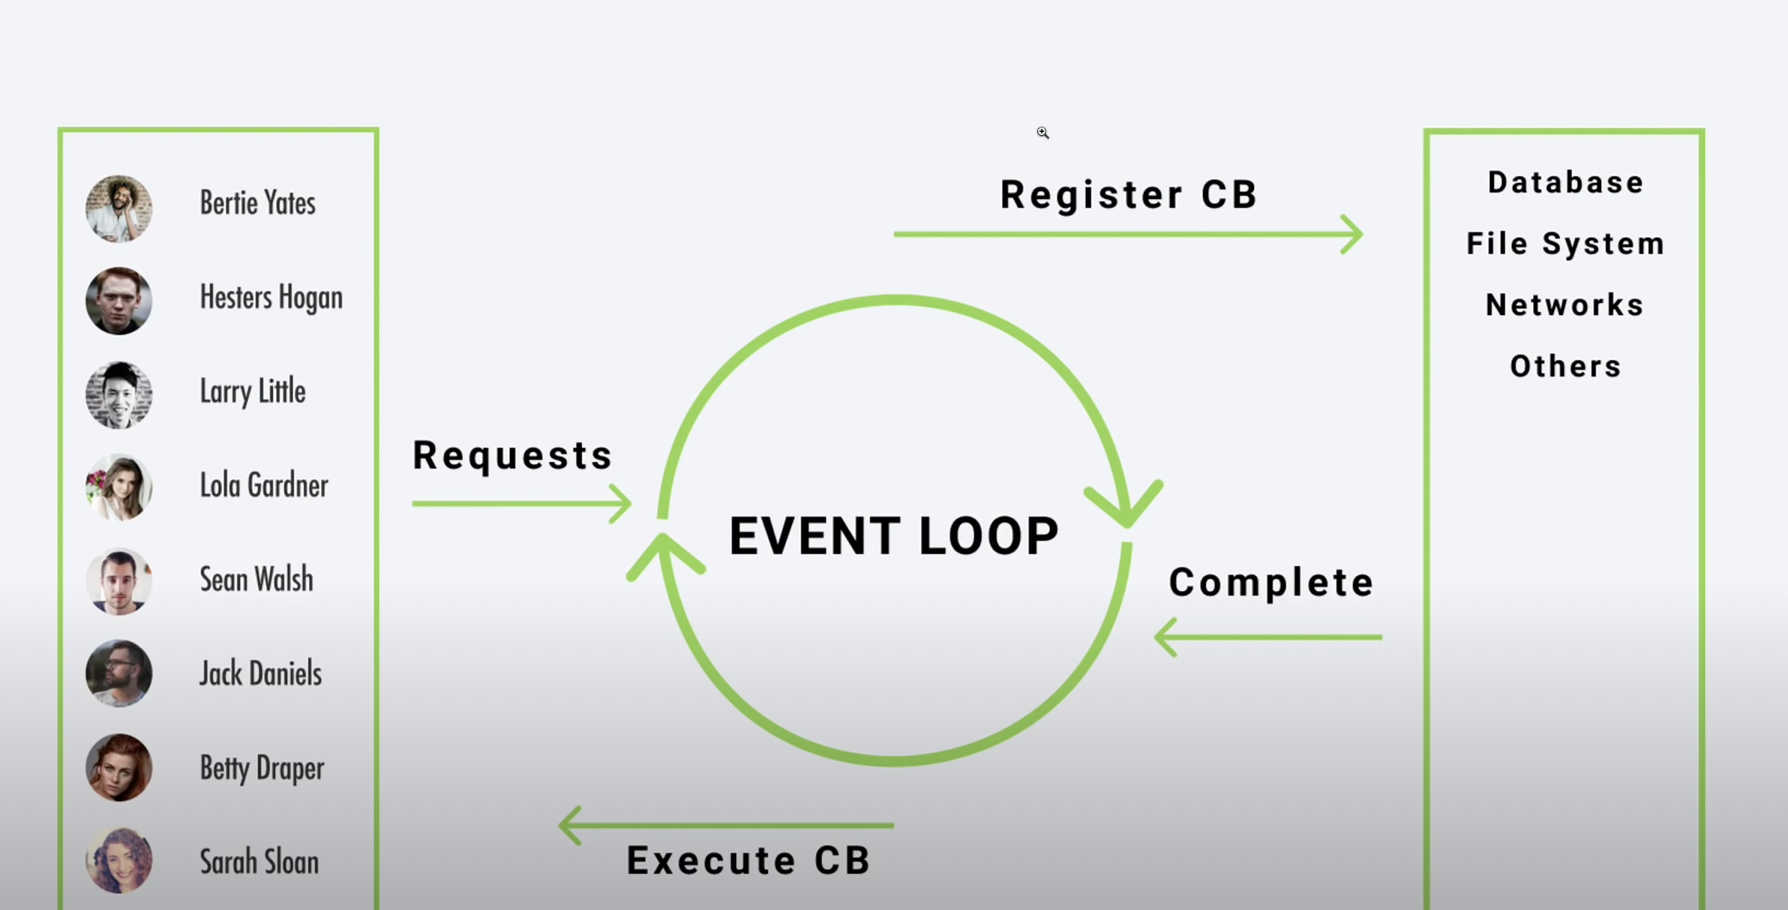 Bertie Yates
Hesters Hogan
Larry Little
Lola Gardner
Sean Walsh
Jack Daniels
Betty Draper
Sarah Sloan
Requests
Register CB
EVENT LOOP
Complete
Execute CB
Database
File System
Networks
Others